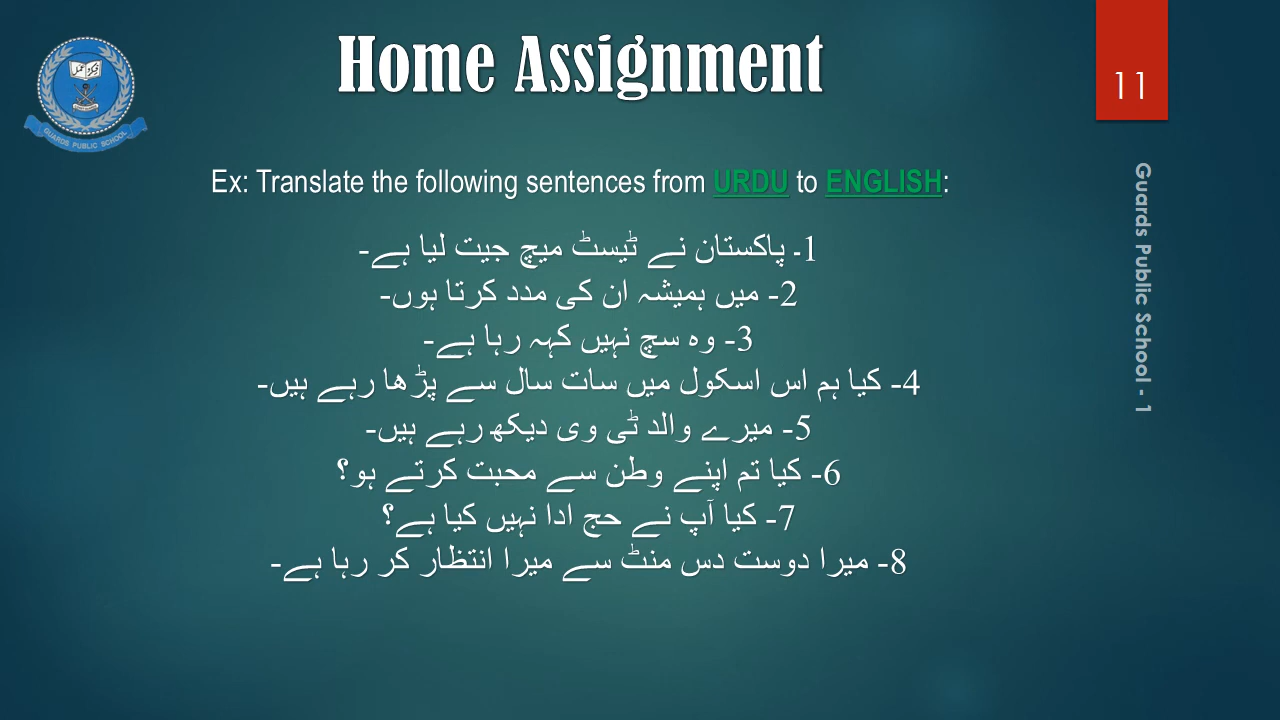 Home Assignment
11
GUARDS PUBLIC SCHOOL
Ex: Translate the following sentences from URDU to ENGLISH:
1۔ پاکستان نے ٹیسٹ میچ جیت لیا ہے-
2- میں ہمیشہ ان کی مدد کرتا ہوں-
3- وہ سچ نہیں کہہ رہا ہے-
4- کیا ہم اس اسکول میں سات سال سے پڑھا رہے ہیں-
5- میرے والد ٹی وی دیکھ رہے ہیں-
6- کیا تم اپنے وطن سے محبت کرتے ہو؟
7- کیا آپ نے حج ادا نہیں کیا ہے؟
8- میرا دوست دس منٹ سے میرا انتظار کر رہا ہے-
Guards Public School - 1